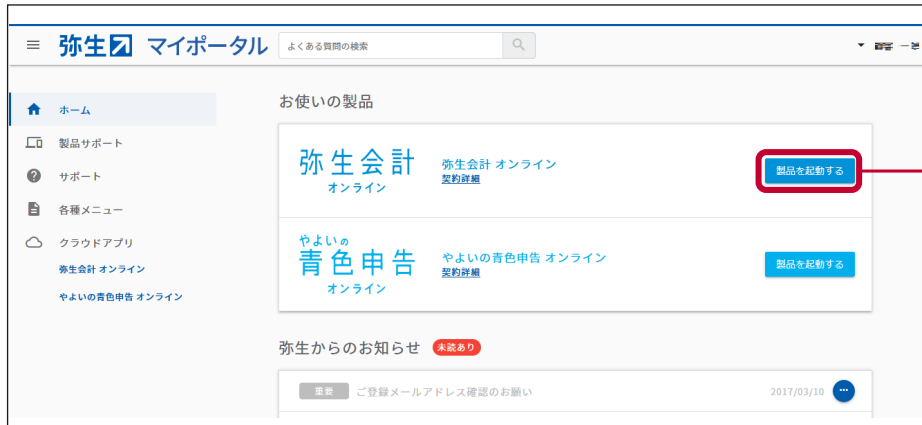 弥生 マイポータル
よくある質問の検索
ホーム
製品サポート
サポート
各種メニュー
クラウドアプリ
弥生会計 オンライン
やよいの青色申告 オンライン
お使いの製品
弥生会計
オンライン
弥生会計 オンライン
契約詳細
製品を起動する
やよいの
青色申告
オンライン
やよいの青色申告 オンライン
契約詳細
製品を起動する
弥生からのお知らせ 未読あり
重要 ご登録メールアドレス確認のお願い 2017/03/10